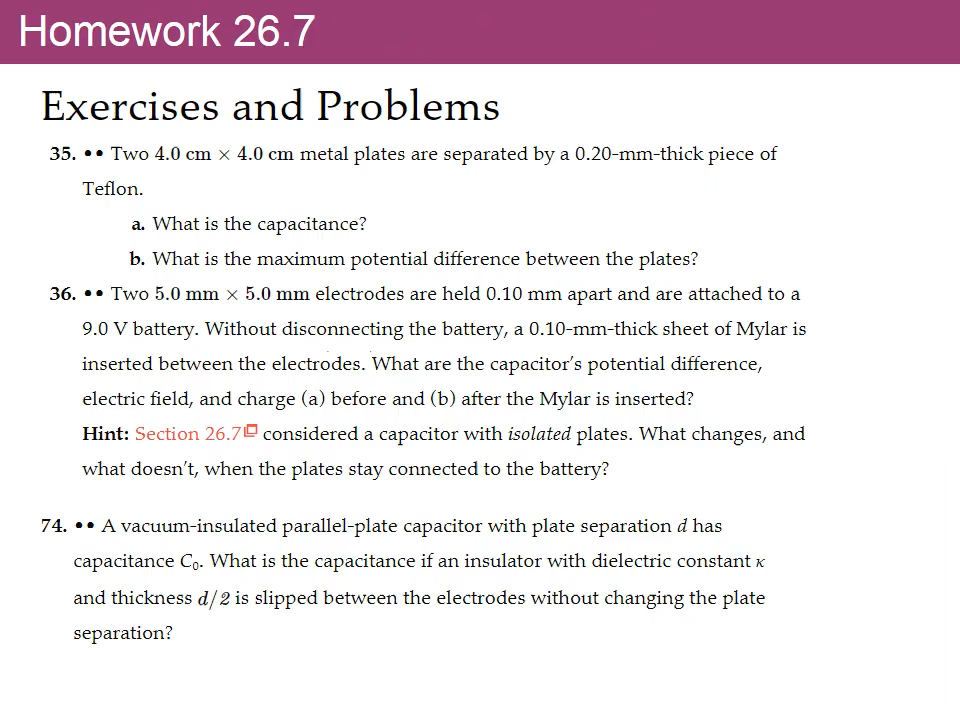 Homework 26.7
Exercises and Problems
35. •• Two 4.0 cm × 4.0 cm metal plates are separated by a 0.20-mm-thick piece of
Teflon.
a. What is the capacitance?
b. What is the maximum potential difference between the plates?
36. •• Two 5.0 mm × 5.0 mm electrodes are held 0.10 mm apart and are attached to a
9.0 V battery. Without disconnecting the battery, a 0.10-mm-thick sheet of Mylar is
inserted between the electrodes. What are the capacitor's potential difference,
electric field, and charge (a) before and (b) after the Mylar is inserted?
Hint: Section 26.7 considered a capacitor with isolated plates. What changes, and
what doesn't, when the plates stay connected to the battery?
74. •• A vacuum-insulated parallel-plate capacitor with plate separation d has
capacitance C₀. What is the capacitance if an insulator with dielectric constant κ
and thickness d/2 is slipped between the electrodes without changing the plate
separation?